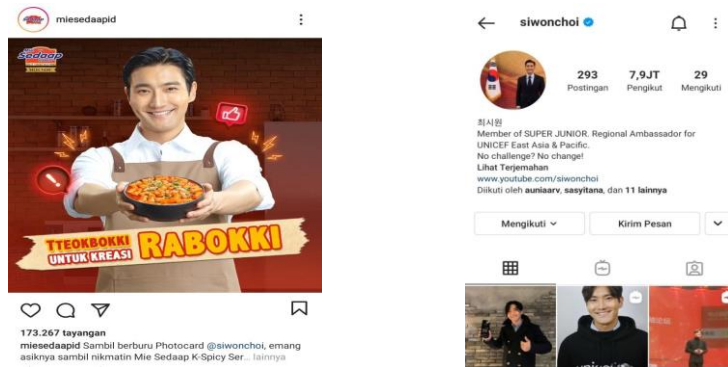 miesedaapid
Sedaap
TTEOKBOKKI
UNTUK KREASI
RABOKKI
173.267 tayangan
miesedaapid Sambil berburu Photocard @siwonchoi, emang
asiknya sambil nikmatin Mie Sedaap K-Spicy Ser... lainnya
siwonchoi
293 7,9JT 29
Postingan Pengikut Mengikuti
최시원
Member of SUPER JUNIOR. Regional Ambassador for
UNICEF East Asia & Pacific.
No challenge? No change!
Lihat Terjemahan
www.youtube.com/siwonchoi
Diikuti oleh auniaarv, sasyitana, dan 11 lainnya
Mengikuti Kirim Pesan